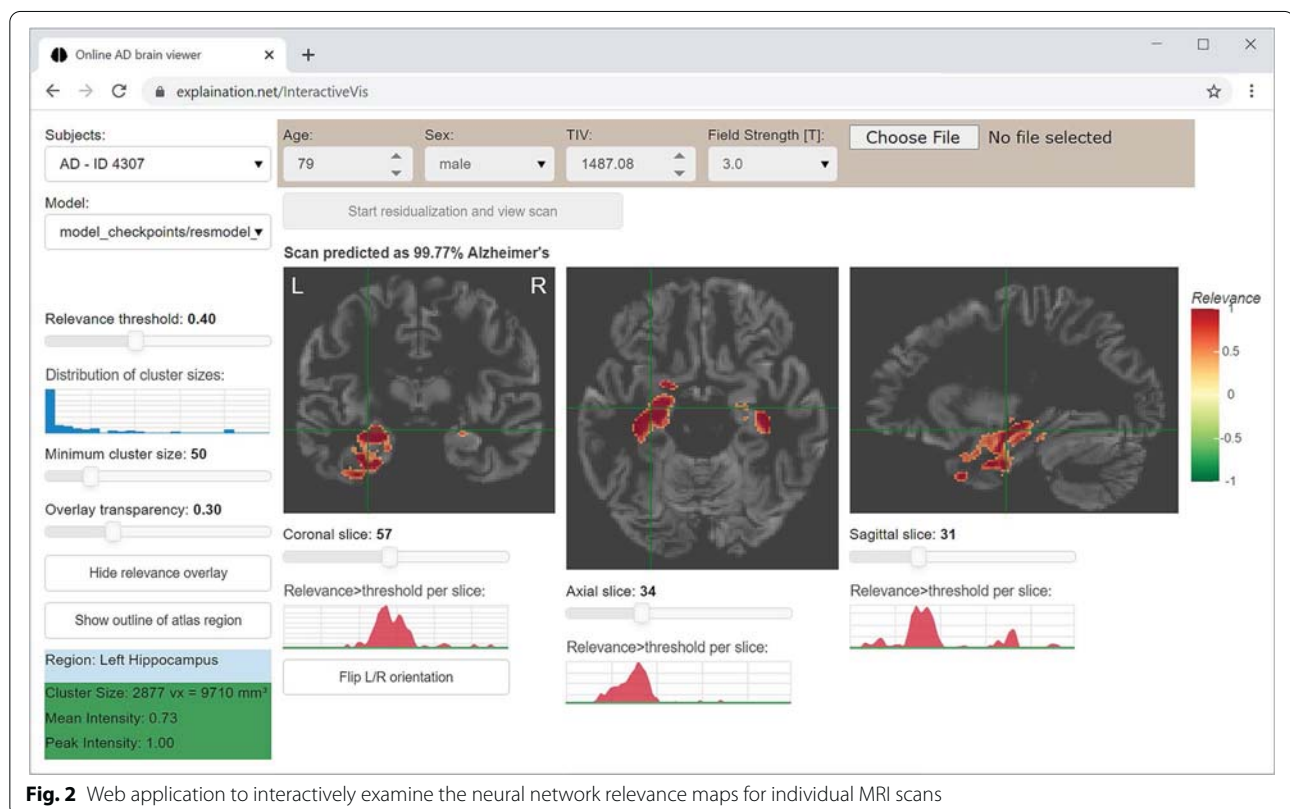 Online AD brain viewer
explaination.net/InteractiveVis
Subjects:
AD - ID 4307
Model:
model_checkpoints/resmodel_
Age:
79
Sex:
male
TIV:
1487.08
Field Strength [T]:
3.0
Choose File No file selected
Start residualization and view scan
Scan predicted as 99.77% Alzheimer's
L R
Relevance
1
0.5
0
-0.5
-1
Relevance threshold: 0.40
Distribution of cluster sizes:
Minimum cluster size: 50
Overlay transparency: 0.30
Hide relevance overlay
Show outline of atlas region
Region: Left Hippocampus
Cluster Size: 2877 vx = 9710 mm³
Mean Intensity: 0.73
Peak Intensity: 1.00
Coronal slice: 57
Relevance>threshold per slice:
Flip L/R orientation
Axial slice: 34
Relevance>threshold per slice:
Sagittal slice: 31
Relevance>threshold per slice:
Fig. 2 Web application to interactively examine the neural network relevance maps for individual MRI scans